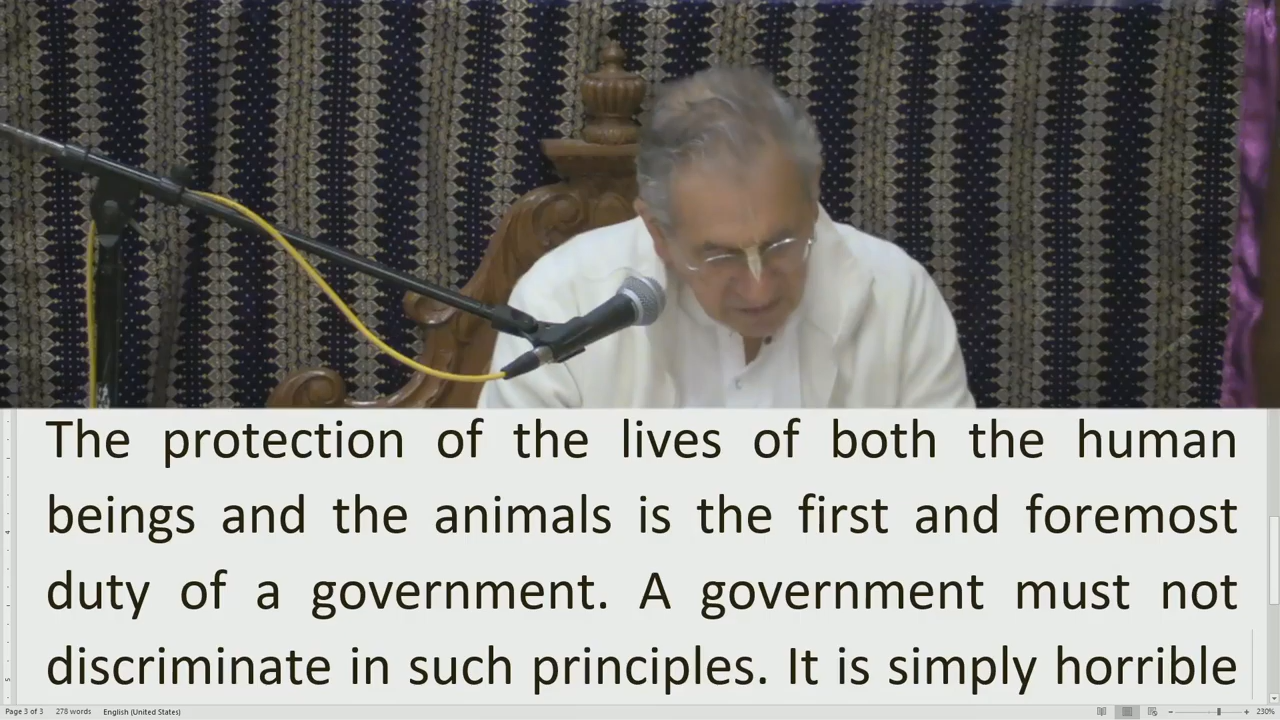 The protection of the lives of both the human
beings and the animals is the first and foremost
duty of a government. A government must not
discriminate in such principles. It is simply horrible
Page 3 of 3 278 words English (United States) 230%